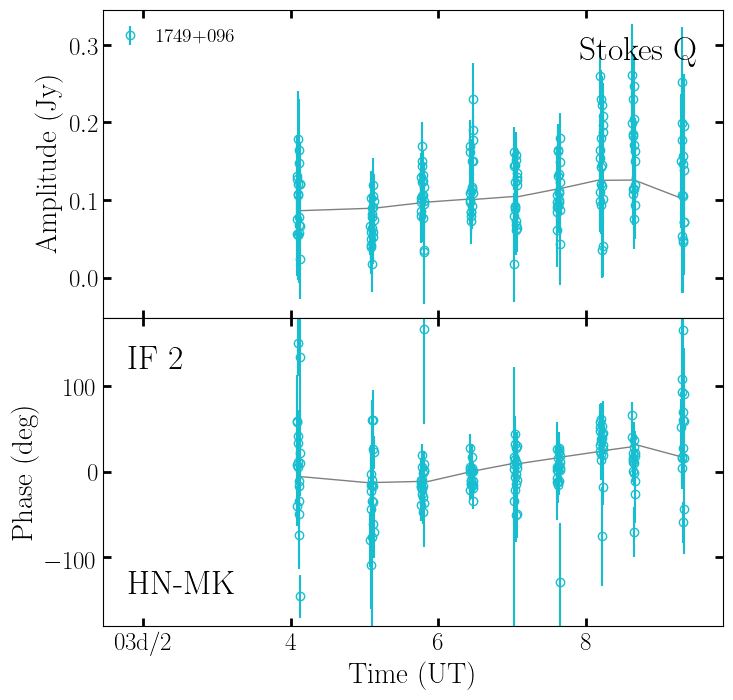 1749+096
Stokes Q
0.3
0.2
0.1
0.0
Amplitude (Jy)
IF 2
100
0
−100
Phase (deg)
HN-MK
03d/2
4
6
8
Time (UT)